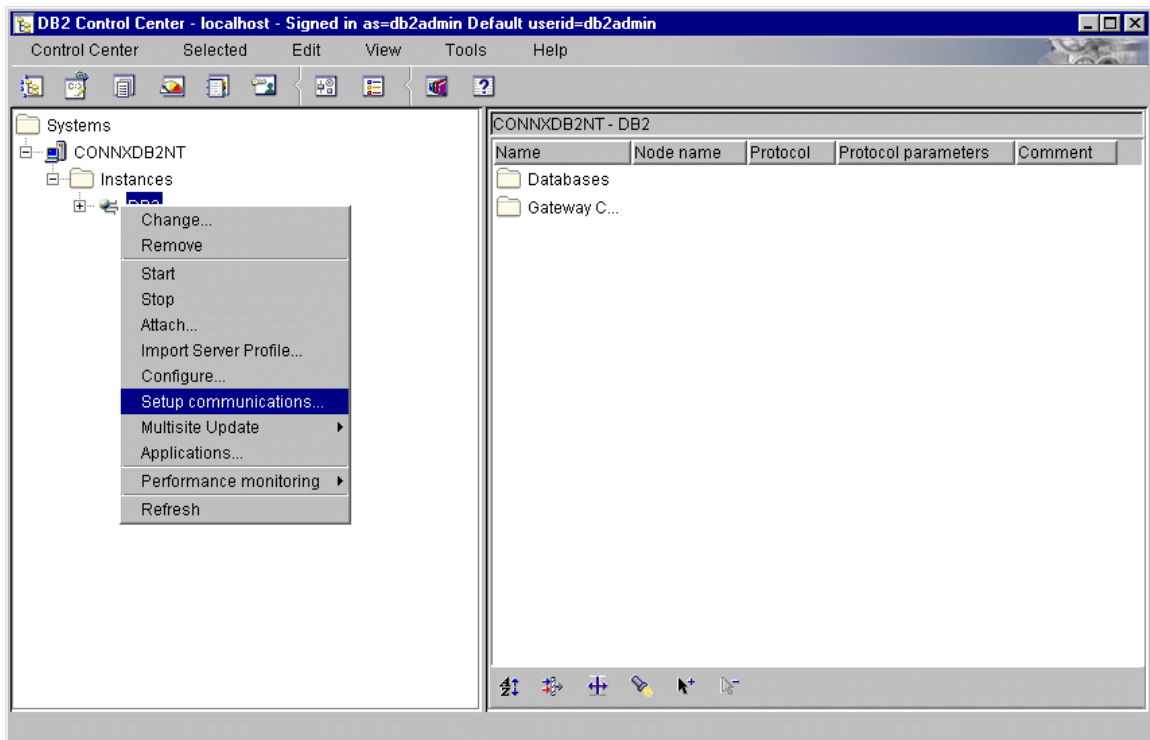 DB2 Control Center - localhost - Signed in as=db2admin Default userid=db2admin
Control Center Selected Edit View Tools Help
Systems
CONNXDB2NT
Instances
DB2
Change...
Remove
Start
Stop
Attach...
Import Server Profile...
Configure...
Setup communications...
Multisite Update
Applications...
Performance monitoring
Refresh
CONNXDB2NT - DB2
Name Node name Protocol Protocol parameters Comment
Databases
Gateway C...